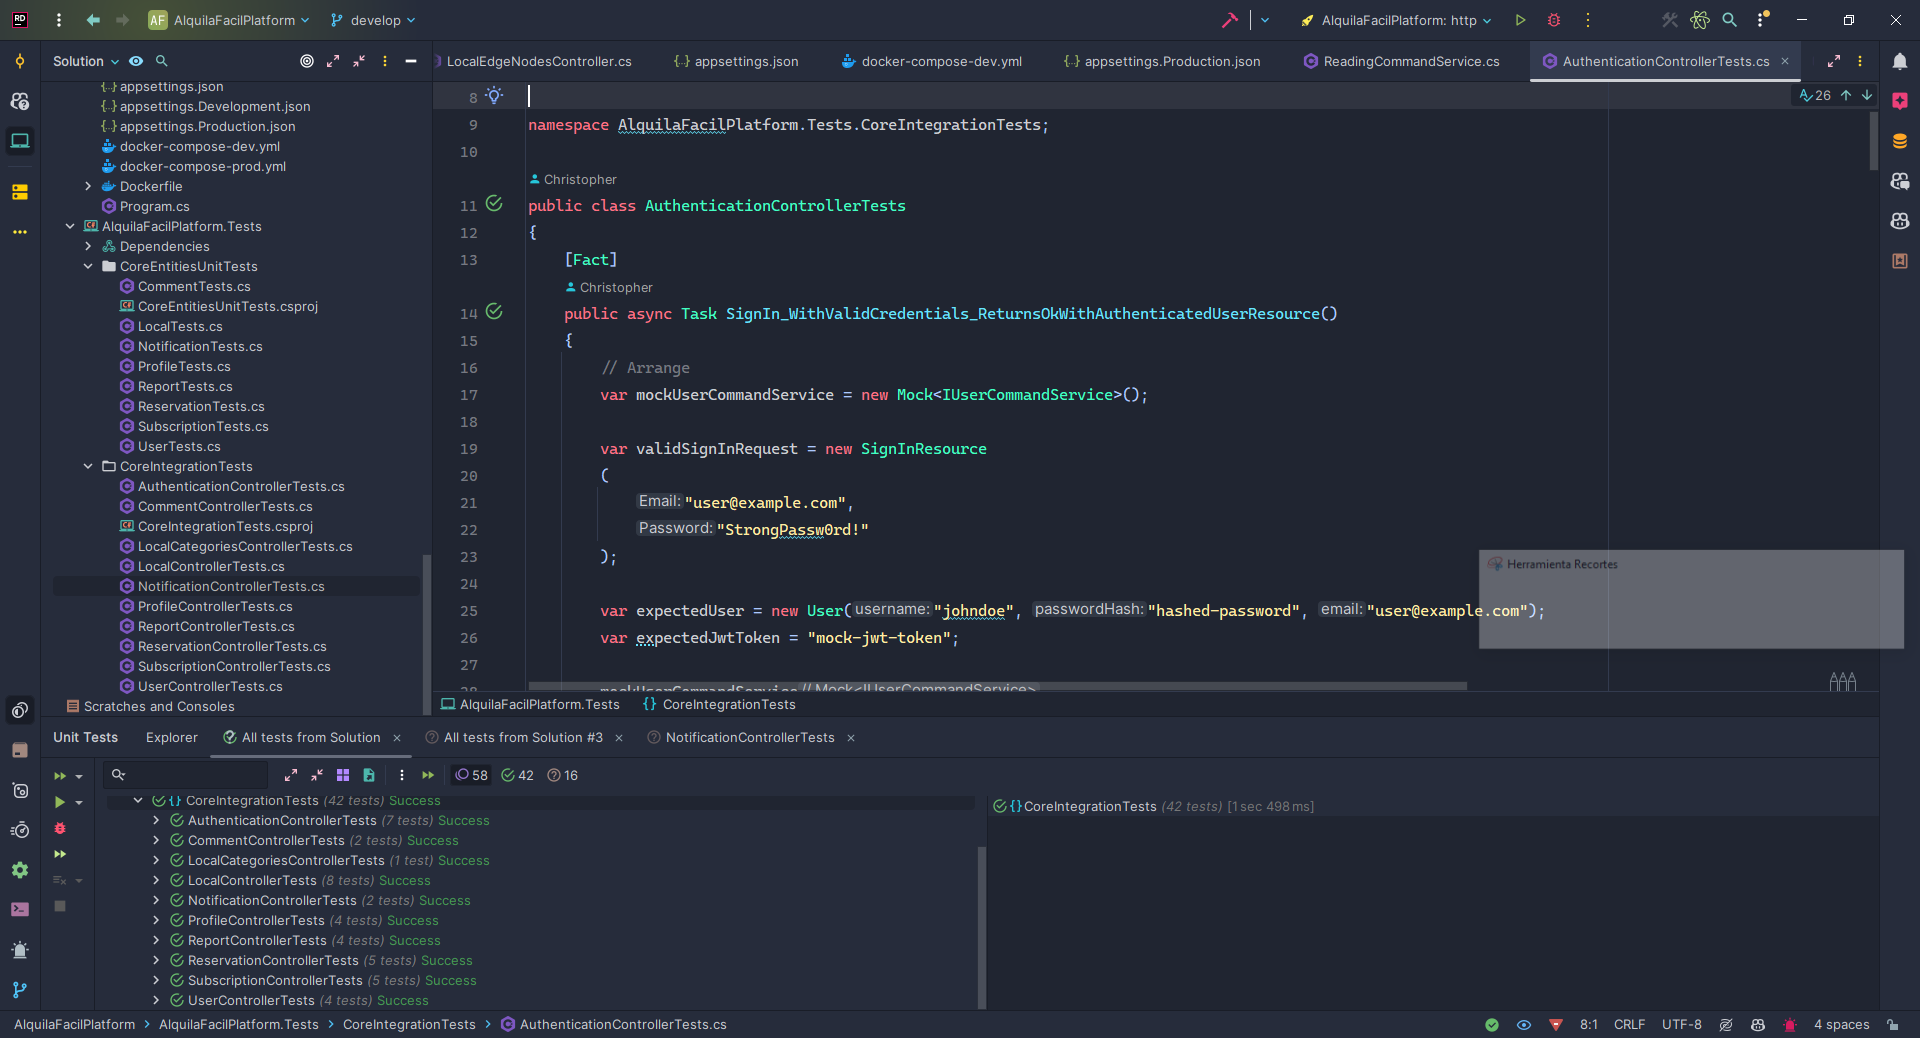 RD AF AlquilaFacilPlatform develop AlquilaFacilPlatform: http
Solution
LocalEdgeNodesController.cs appsettings.json docker-compose-dev.yml appsettings.Production.json ReadingCommandService.cs AuthenticationControllerTests.cs
appsettings.json
appsettings.Development.json
appsettings.Production.json
docker-compose-dev.yml
docker-compose-prod.yml
Dockerfile
Program.cs
AlquilaFacilPlatform.Tests
Dependencies
CoreEntitiesUnitTests
CommentTests.cs
CoreEntitiesUnitTests.csproj
LocalTests.cs
NotificationTests.cs
ProfileTests.cs
ReportTests.cs
ReservationTests.cs
SubscriptionTests.cs
UserTests.cs
CoreIntegrationTests
AuthenticationControllerTests.cs
CommentControllerTests.cs
CoreIntegrationTests.csproj
LocalCategoriesControllerTests.cs
LocalControllerTests.cs
NotificationControllerTests.cs
ProfileControllerTests.cs
ReportControllerTests.cs
ReservationControllerTests.cs
SubscriptionControllerTests.cs
UserControllerTests.cs
Scratches and Consoles
8 26
9 namespace AlquilaFacilPlatform.Tests.CoreIntegrationTests;
10
Christopher
11 public class AuthenticationControllerTests
12 {
13 [Fact]
Christopher
14 public async Task SignIn_WithValidCredentials_ReturnsOkWithAuthenticatedUserResource()
15 {
16 // Arrange
17 var mockUserCommandService = new Mock<IUserCommandService>();
18
19 var validSignInRequest = new SignInResource
20 (
21 Email: "user@example.com",
22 Password: "StrongPassw0rd!"
23 );
24
25 var expectedUser = new User( username: "johndoe", passwordHash: "hashed-password", email: "user@example.com");
26 var expectedJwtToken = "mock-jwt-token";
27
28 mockUserCommandService // Mock<IUserCommandService>
Herramienta Recortes
AlquilaFacilPlatform.Tests {} CoreIntegrationTests
Unit Tests Explorer All tests from Solution All tests from Solution #3 NotificationControllerTests
58 42 16
{} CoreIntegrationTests (42 tests) Success
AuthenticationControllerTests (7 tests) Success
CommentControllerTests (2 tests) Success
LocalCategoriesControllerTests (1 test) Success
LocalControllerTests (8 tests) Success
NotificationControllerTests (2 tests) Success
ProfileControllerTests (4 tests) Success
ReportControllerTests (4 tests) Success
ReservationControllerTests (5 tests) Success
SubscriptionControllerTests (5 tests) Success
UserControllerTests (4 tests) Success
{} CoreIntegrationTests (42 tests) [1 sec 498 ms]
AlquilaFacilPlatform > AlquilaFacilPlatform.Tests > CoreIntegrationTests > AuthenticationControllerTests.cs
8:1 CRLF UTF-8 4 spaces